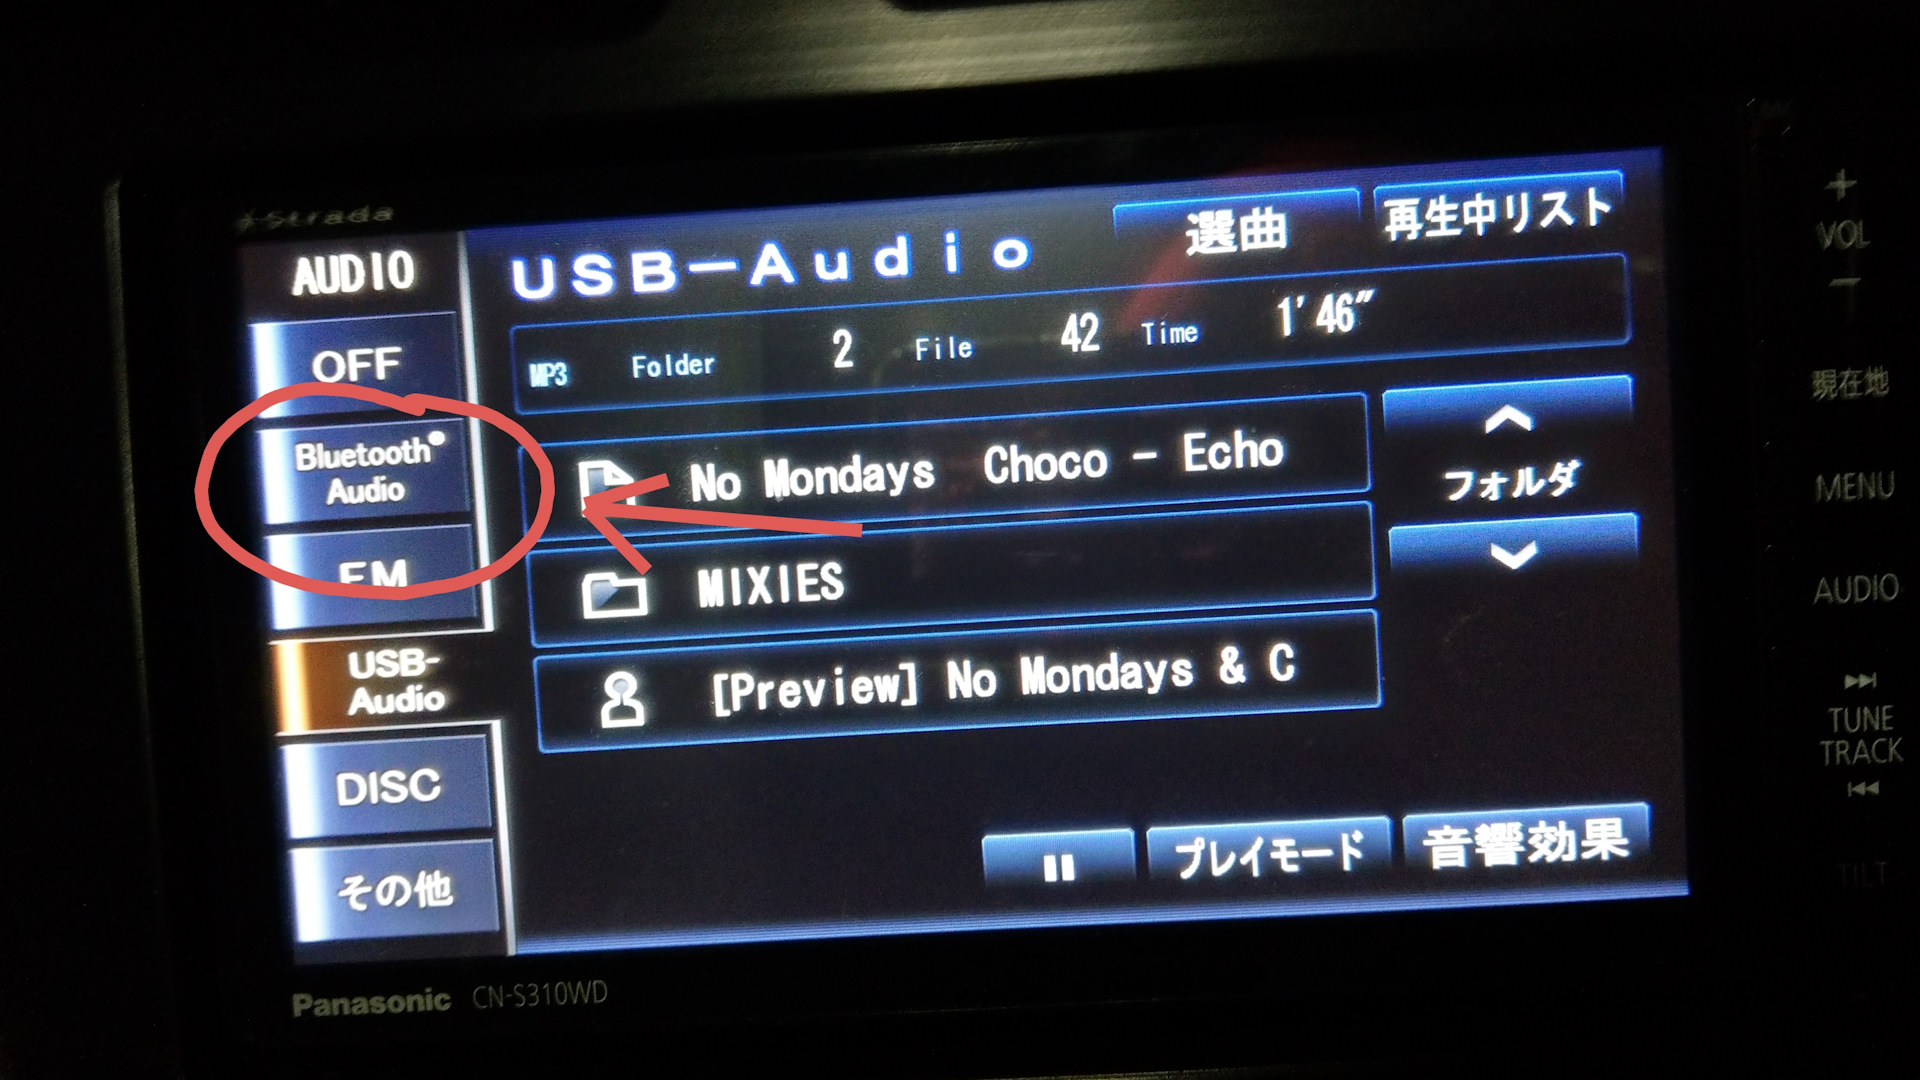 Strada
AUDIO
OFF
Bluetooth®
Audio
FM
USB-
Audio
DISC
その他
USB-Audio
選曲
再生中リスト
MP3 Folder 2 File 42 Time 1'46"
No Mondays Choco - Echo
MIXIES
[Preview] No Mondays & C
フォルダ
プレイモード
音響効果
Panasonic CN-S310WD
+
VOL
-
現在地
MENU
AUDIO
TUNE
TRACK
TILT